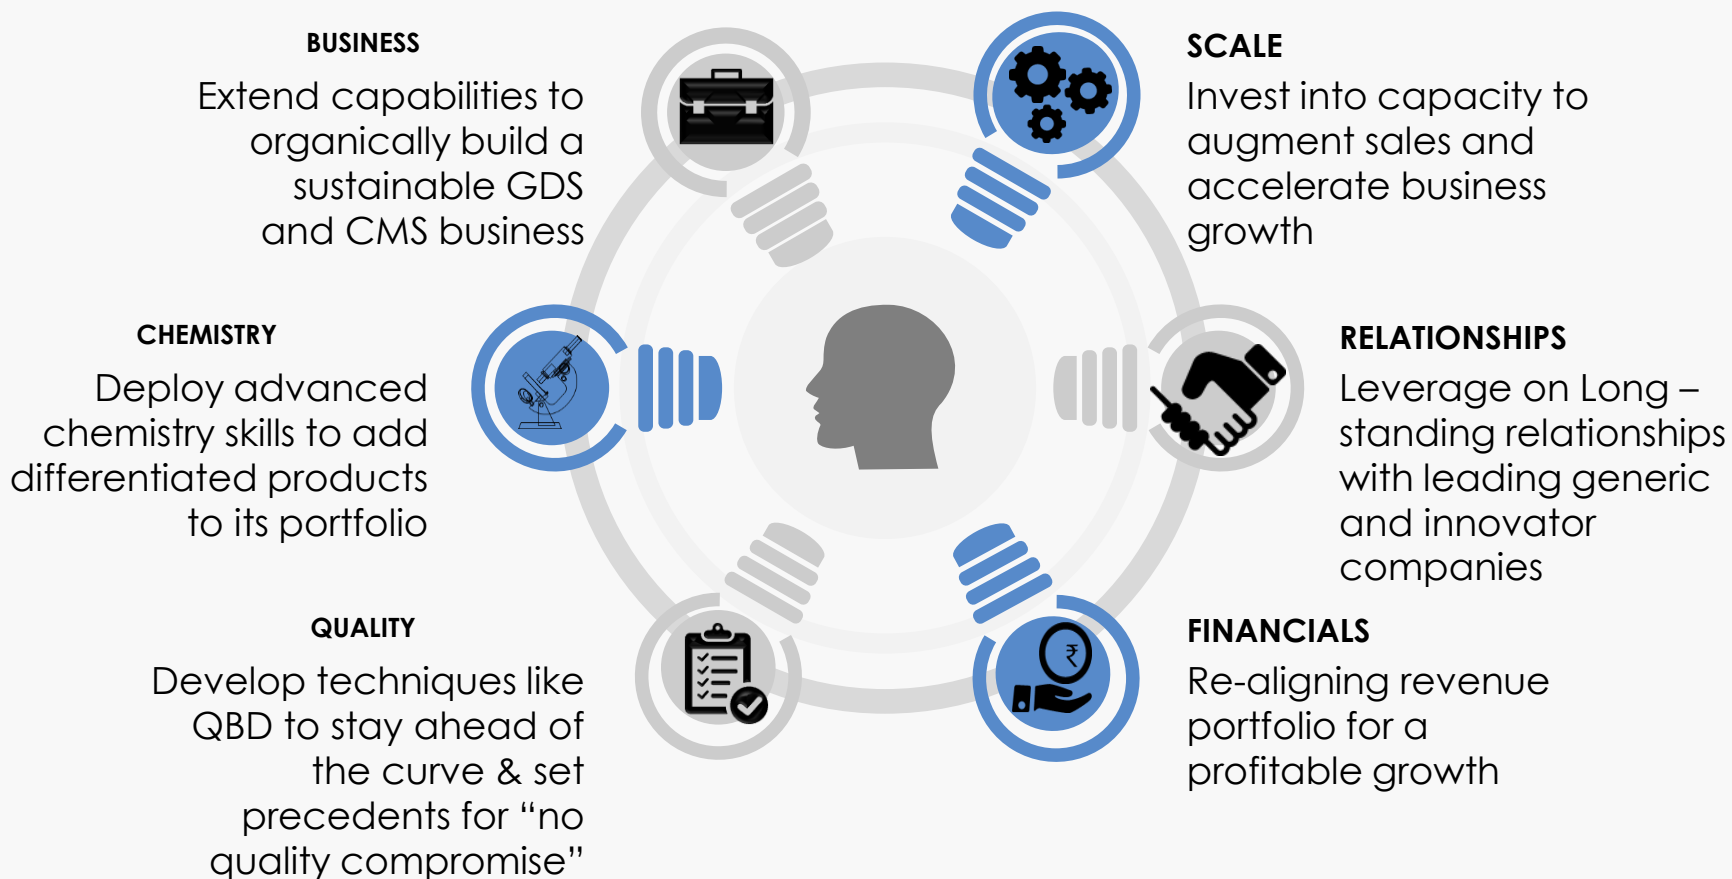 BUSINESS
Extend capabilities to
organically build a
sustainable GDS
and CMS business
SCALE
Invest into capacity to
augment sales and
accelerate business
growth
CHEMISTRY
Deploy advanced
chemistry skills to add
differentiated products
to its portfolio
RELATIONSHIPS
Leverage on Long –
standing relationships
with leading generic
and innovator
companies
QUALITY
Develop techniques like
QBD to stay ahead of
the curve & set
precedents for “no
quality compromise”
FINANCIALS
₹
Re-aligning revenue
portfolio for a
profitable growth